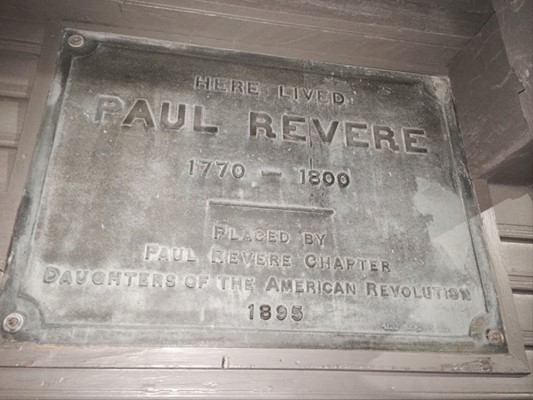 HERE LIVED
PAUL REVERE
1770 – 1800
PLACED BY
PAUL REVERE CHAPTER
DAUGHTERS OF THE AMERICAN REVOLUTION
1895